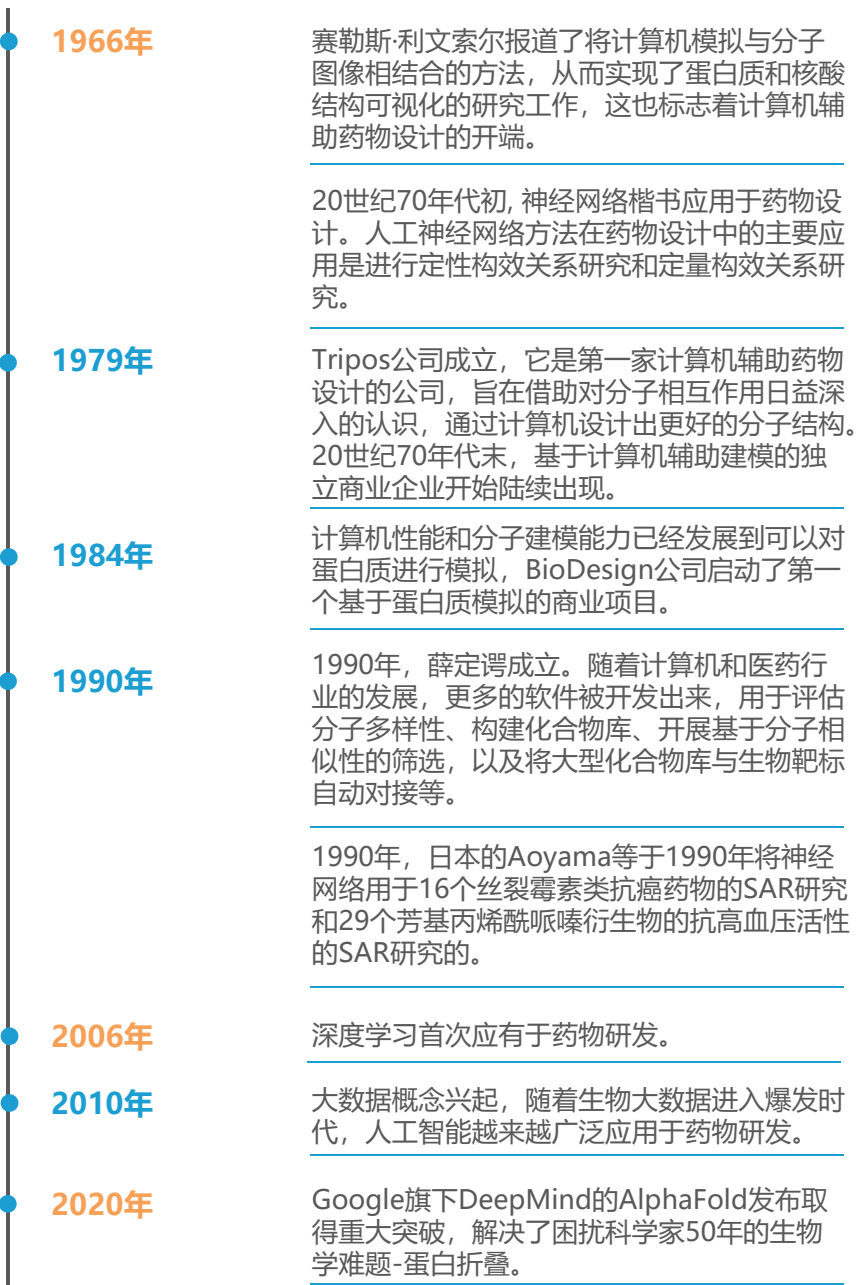 1966年
赛勒斯·利文索尔报道了将计算机模拟与分子
图像相结合的方法，从而实现了蛋白质和核酸
结构可视化的研究工作，这也标志着计算机辅
助药物设计的开端。
20世纪70年代初, 神经网络楷书应用于药物设
计。人工神经网络方法在药物设计中的主要应
用是进行定性构效关系研究和定量构效关系研
究。
1979年
Tripos公司成立，它是第一家计算机辅助药物
设计的公司，旨在借助对分子相互作用日益深
入的认识，通过计算机设计出更好的分子结构。
20世纪70年代末，基于计算机辅助建模的独
立商业企业开始陆续出现。
1984年
计算机性能和分子建模能力已经发展到可以对
蛋白质进行模拟，BioDesign公司启动了第一
个基于蛋白质模拟的商业项目。
1990年
1990年，薛定谔成立。随着计算机和医药行
业的发展，更多的软件被开发出来，用于评估
分子多样性、构建化合物库、开展基于分子相
似性的筛选，以及将大型化合物库与生物靶标
自动对接等。
1990年，日本的Aoyama等于1990年将神经
网络用于16个丝裂霉素类抗癌药物的SAR研究
和29个芳基丙烯酰哌嗪衍生物的抗高血压活性
的SAR研究的。
2006年
深度学习首次应有于药物研发。
2010年
大数据概念兴起，随着生物大数据进入爆发时
代，人工智能越来越广泛应用于药物研发。
2020年
Google旗下DeepMind的AlphaFold发布取
得重大突破，解决了困扰科学家50年的生物
学难题-蛋白折叠。